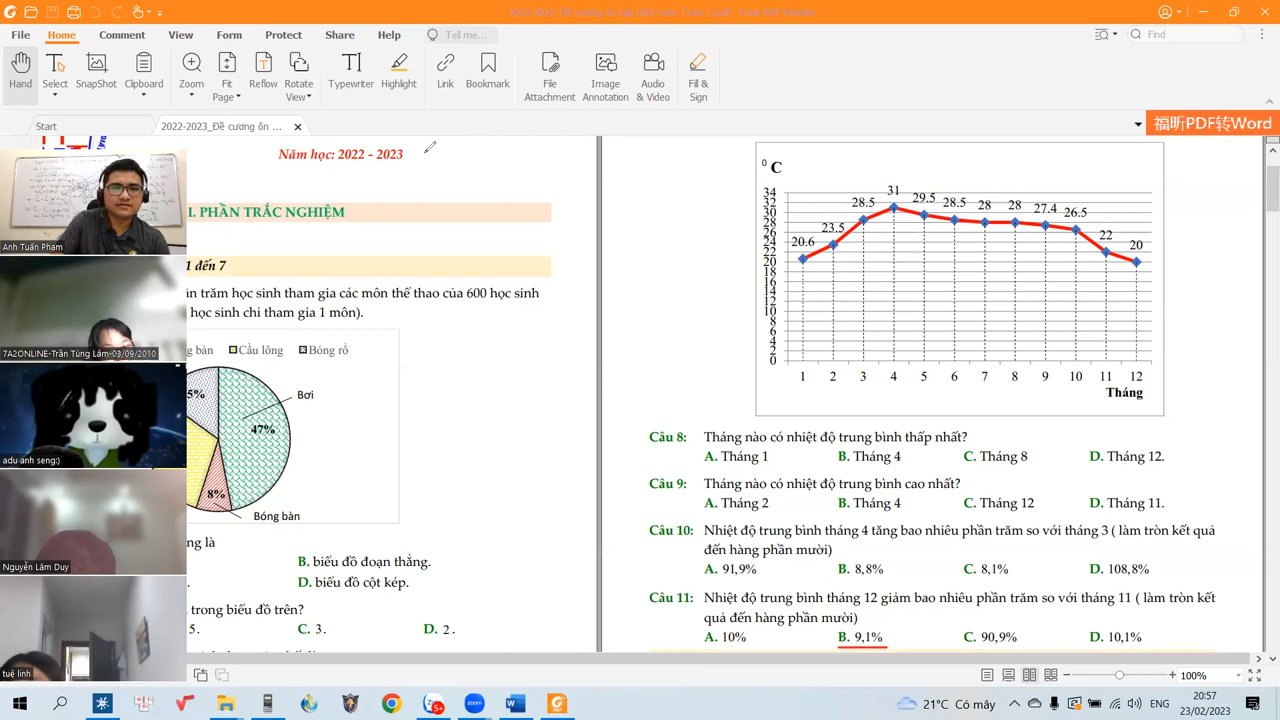 2022-2023_Đề cương ôn tập GK2 môn Toán 7.pdf - Foxit PDF Reader
File Home Comment View Form Protect Share Help Tell me... Find
Hand Select SnapShot Clipboard Zoom Fit Page Reflow Rotate View Typewriter Highlight Link Bookmark File Attachment Image Annotation Audio & Video Fill & Sign
Start 2022-2023_Đề cương ôn ... 福昕PDF转Word
Năm học: 2022 - 2023
I. PHẦN TRẮC NGHIỆM
1 đến 7
ần trăm học sinh tham gia các môn thể thao của 600 học sinh
học sinh chỉ tham gia 1 môn).
g bàn Cầu lông Bóng rổ
5%
Bơi
47%
8%
Bóng bàn
ng là
B. biểu đồ đoạn thẳng.
D. biểu đồ cột kép.
trong biểu đồ trên?
5. C. 3. D. 2.
Anh Tuấn Phạm
7A2ONLINE-Trần Tùng Lâm-03/09/2010
adu ánh seng:)
Nguyễn Lâm Duy
tuệ linh
0 C
34
32
30
28
26
24
22
20
18
16
14
12
10
8
6
4
2
0
20.6 23.5 28.5 31 29.5 28.5 28 28 27.4 26.5 22 20
1 2 3 4 5 6 7 8 9 10 11 12
Tháng
Câu 8: Tháng nào có nhiệt độ trung bình thấp nhất?
A. Tháng 1 B. Tháng 4 C. Tháng 8 D. Tháng 12.
Câu 9: Tháng nào có nhiệt độ trung bình cao nhất?
A. Tháng 2 B. Tháng 4 C. Tháng 12 D. Tháng 11.
Câu 10: Nhiệt độ trung bình tháng 4 tăng bao nhiêu phần trăm so với tháng 3 ( làm tròn kết quả
đến hàng phần mười)
A. 91,9% B. 8,8% C. 8,1% D. 108,8%
Câu 11: Nhiệt độ trung bình tháng 12 giảm bao nhiêu phần trăm so với tháng 11 ( làm tròn kết
quả đến hàng phần mười)
A. 10% B. 9,1% C. 90,9% D. 10,1%
100%
21°C Có mây
20:57
23/02/2023